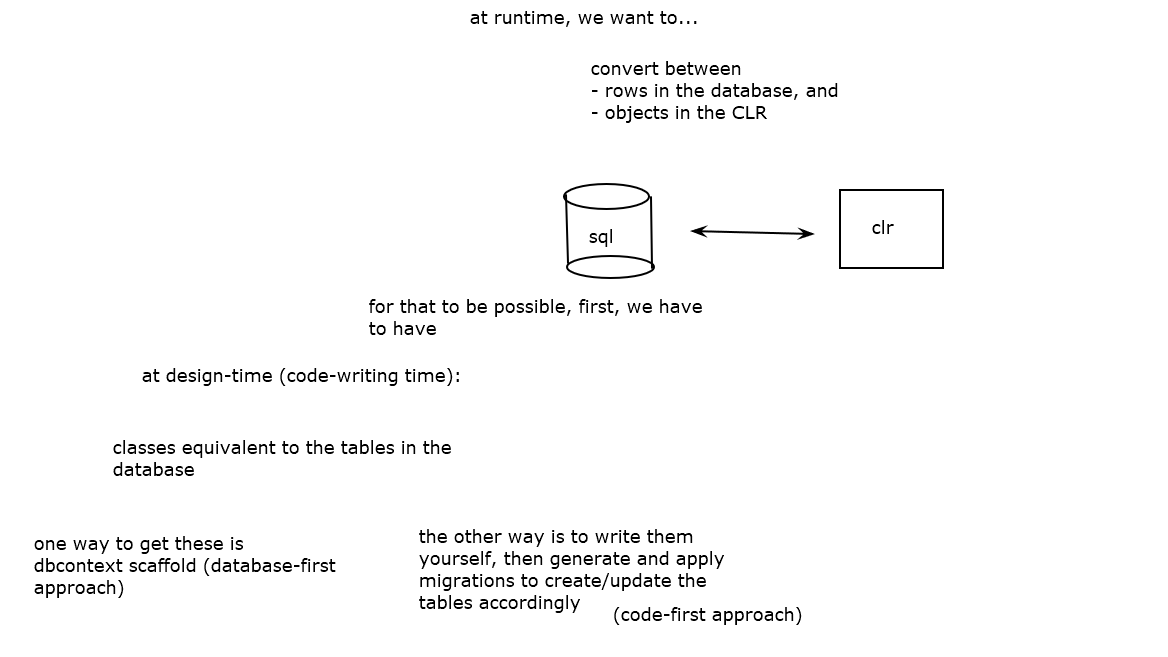 at runtime, we want to...
convert between
- rows in the database, and
- objects in the CLR
sql
clr
for that to be possible, first, we have
to have
at design-time (code-writing time):
classes equivalent to the tables in the
database
one way to get these is
dbcontext scaffold (database-first
approach)
the other way is to write them
yourself, then generate and apply
migrations to create/update the
tables accordingly
(code-first approach)